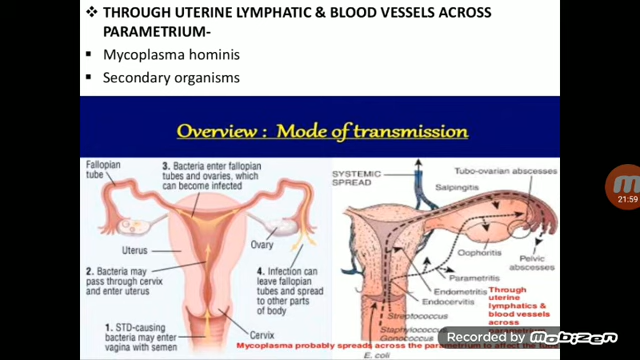 ❖ THROUGH UTERINE LYMPHATIC & BLOOD VESSELS ACROSS
PARAMETRIUM-
▪ Mycoplasma hominis
▪ Secondary organisms
Overview : Mode of transmission
Fallopian
tube
3. Bacteria enter fallopian
tubes and ovaries, which
can become infected
Uterus
Ovary
2. Bacteria may
pass through cervix
and enter uterus
4. Infection can
leave fallopian
tubes and spread
to other parts
of body
1. STD-causing
bacteria may enter
vagina with semen
Cervix
SYSTEMIC
SPREAD
Tubo-ovarian abscesses
Salpingitis
Oophoritis
Pelvic
abscesses
Parametritis
Endometritis
Endocervitis
Streptococcus
Staphylococcus
Gonococcus
E. coli
Through
uterine
lymphatics &
blood vessels
across
Mycoplasma probably spreads across the parametrium to affect the
21:59
Recorded by Mobizen